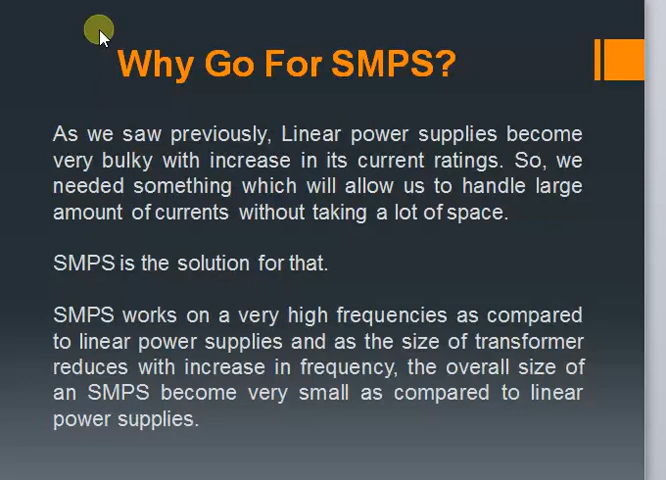 Why Go For SMPS?
As we saw previously, Linear power supplies become
very bulky with increase in its current ratings. So, we
needed something which will allow us to handle large
amount of currents without taking a lot of space.
SMPS is the solution for that.
SMPS works on a very high frequencies as compared
to linear power supplies and as the size of transformer
reduces with increase in frequency, the overall size of
an SMPS become very small as compared to linear
power supplies.